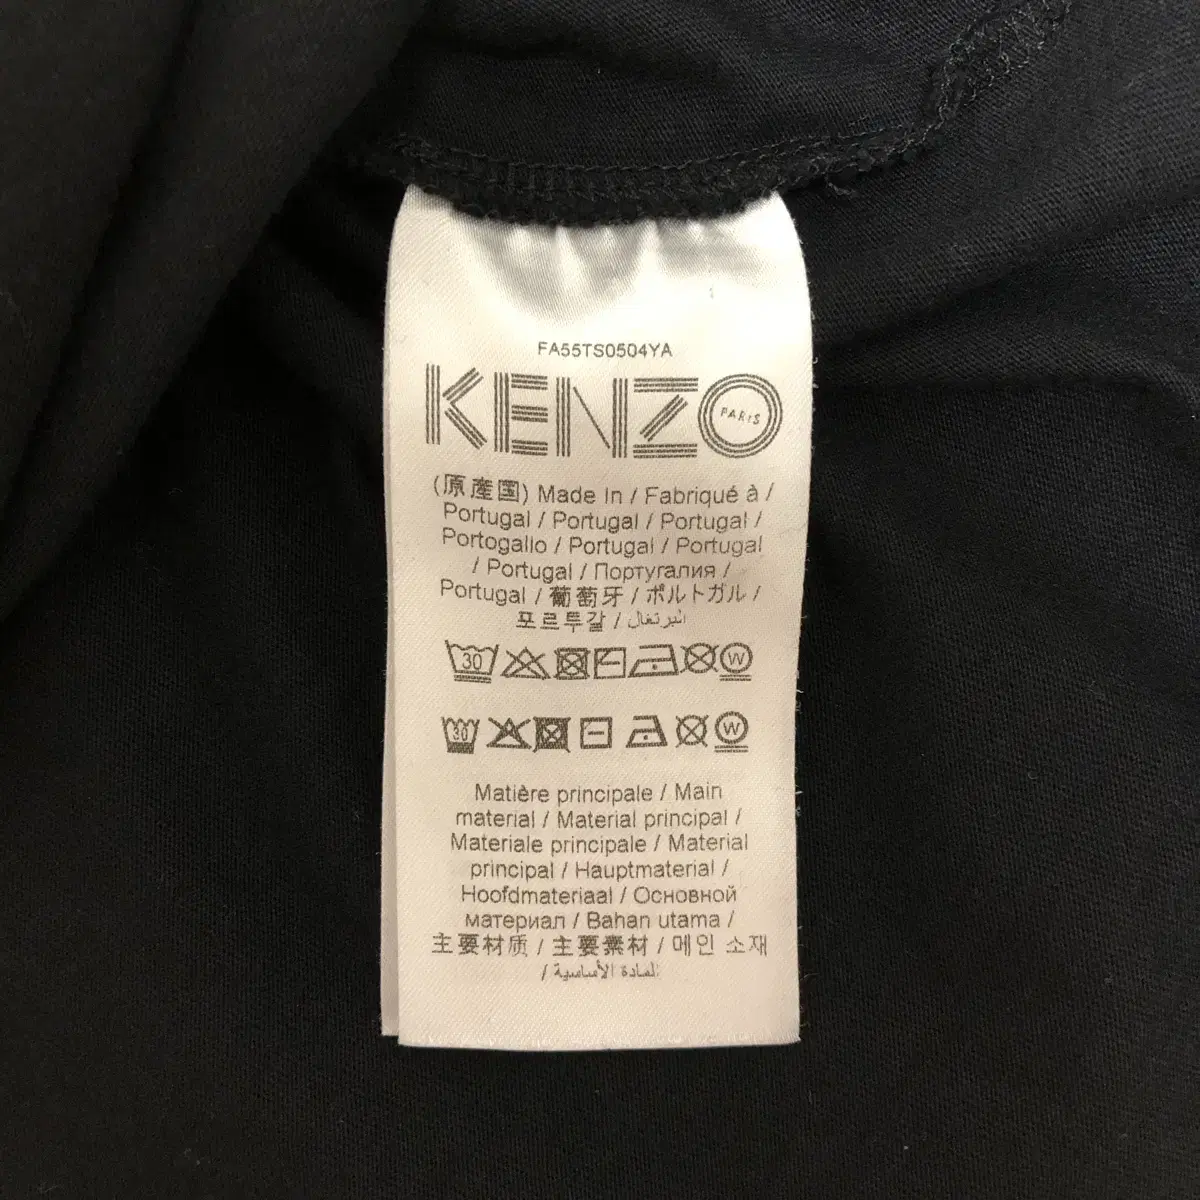 FA55TS0504YA
KENZO
PARIS
(原産国) Made In / Fabriqué à /
Portugal / Portugal / Portugal /
Portogallo / Portugal / Portugal
/ Portugal / Португалия /
Portugal / 葡萄牙 / ポルトガル /
포르투갈 / البرتغال
30 W
30 W
Matière principale / Main
material / Material principal /
Materiale principale / Material
principal / Hauptmaterial /
Hoofdmateriaal / Основной
материал / Bahan utama /
主要材质 / 主要素材 / 메인 소재
/ المادة الأساسية